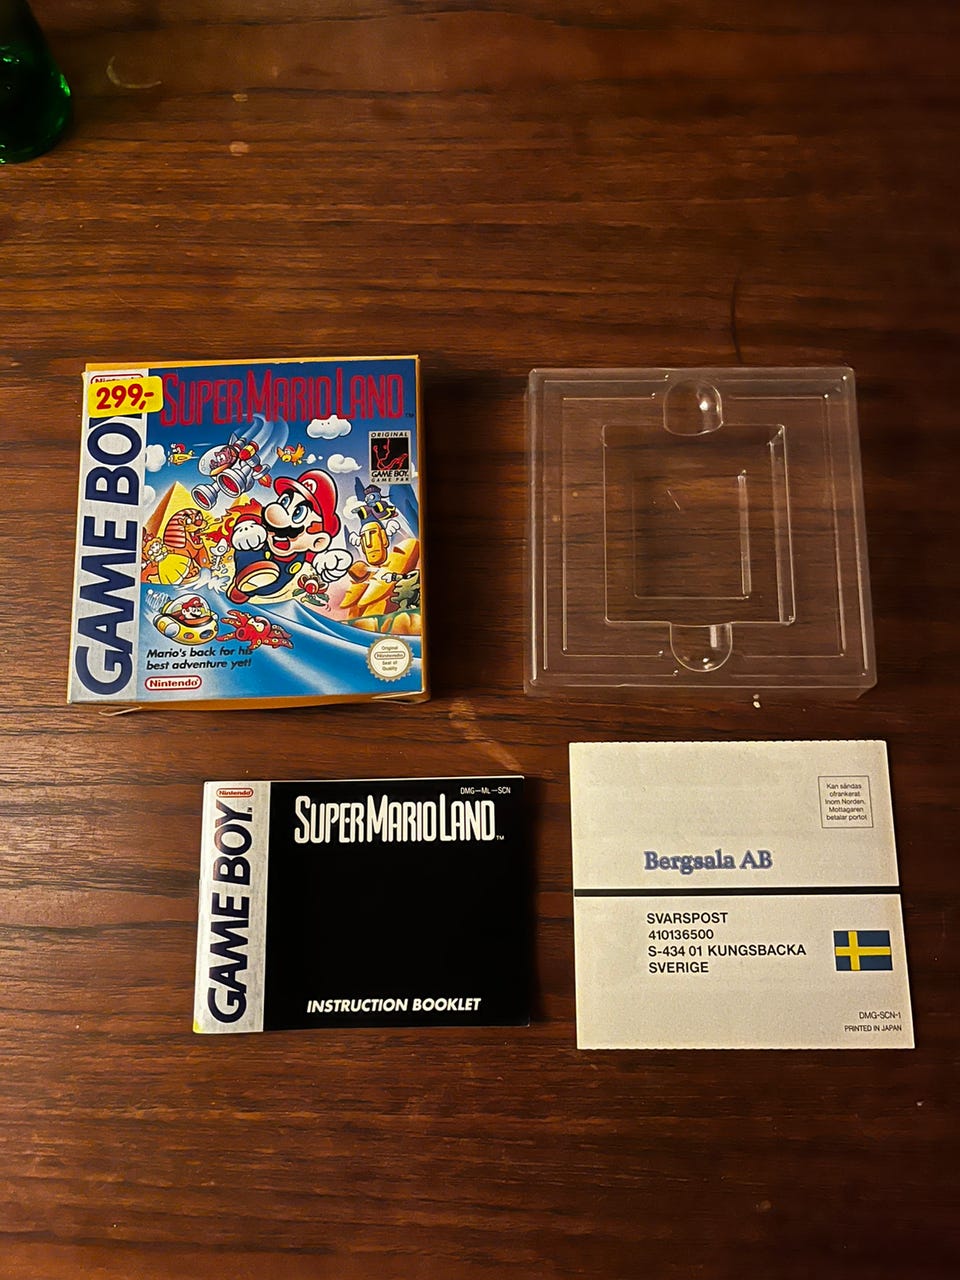 299,-
SUPER MARIO LAND
TM
GAME BOY
ORIGINAL
GAME BOY
GAME PAK
Mario's back for his
best adventure yet!
Nintendo
Original
Nintendo
Seal of
Quality
Nintendo
GAME BOY
TM
DMG-ML-SCN
SUPER MARIO LAND
TM
INSTRUCTION BOOKLET
Kan sändas
ofrankerat
inom Norden.
Mottagaren
betalar portot
Bergsala AB
SVARSPOST
410136500
S-434 01 KUNGSBACKA
SVERIGE
DMG-SCN-1
PRINTED IN JAPAN